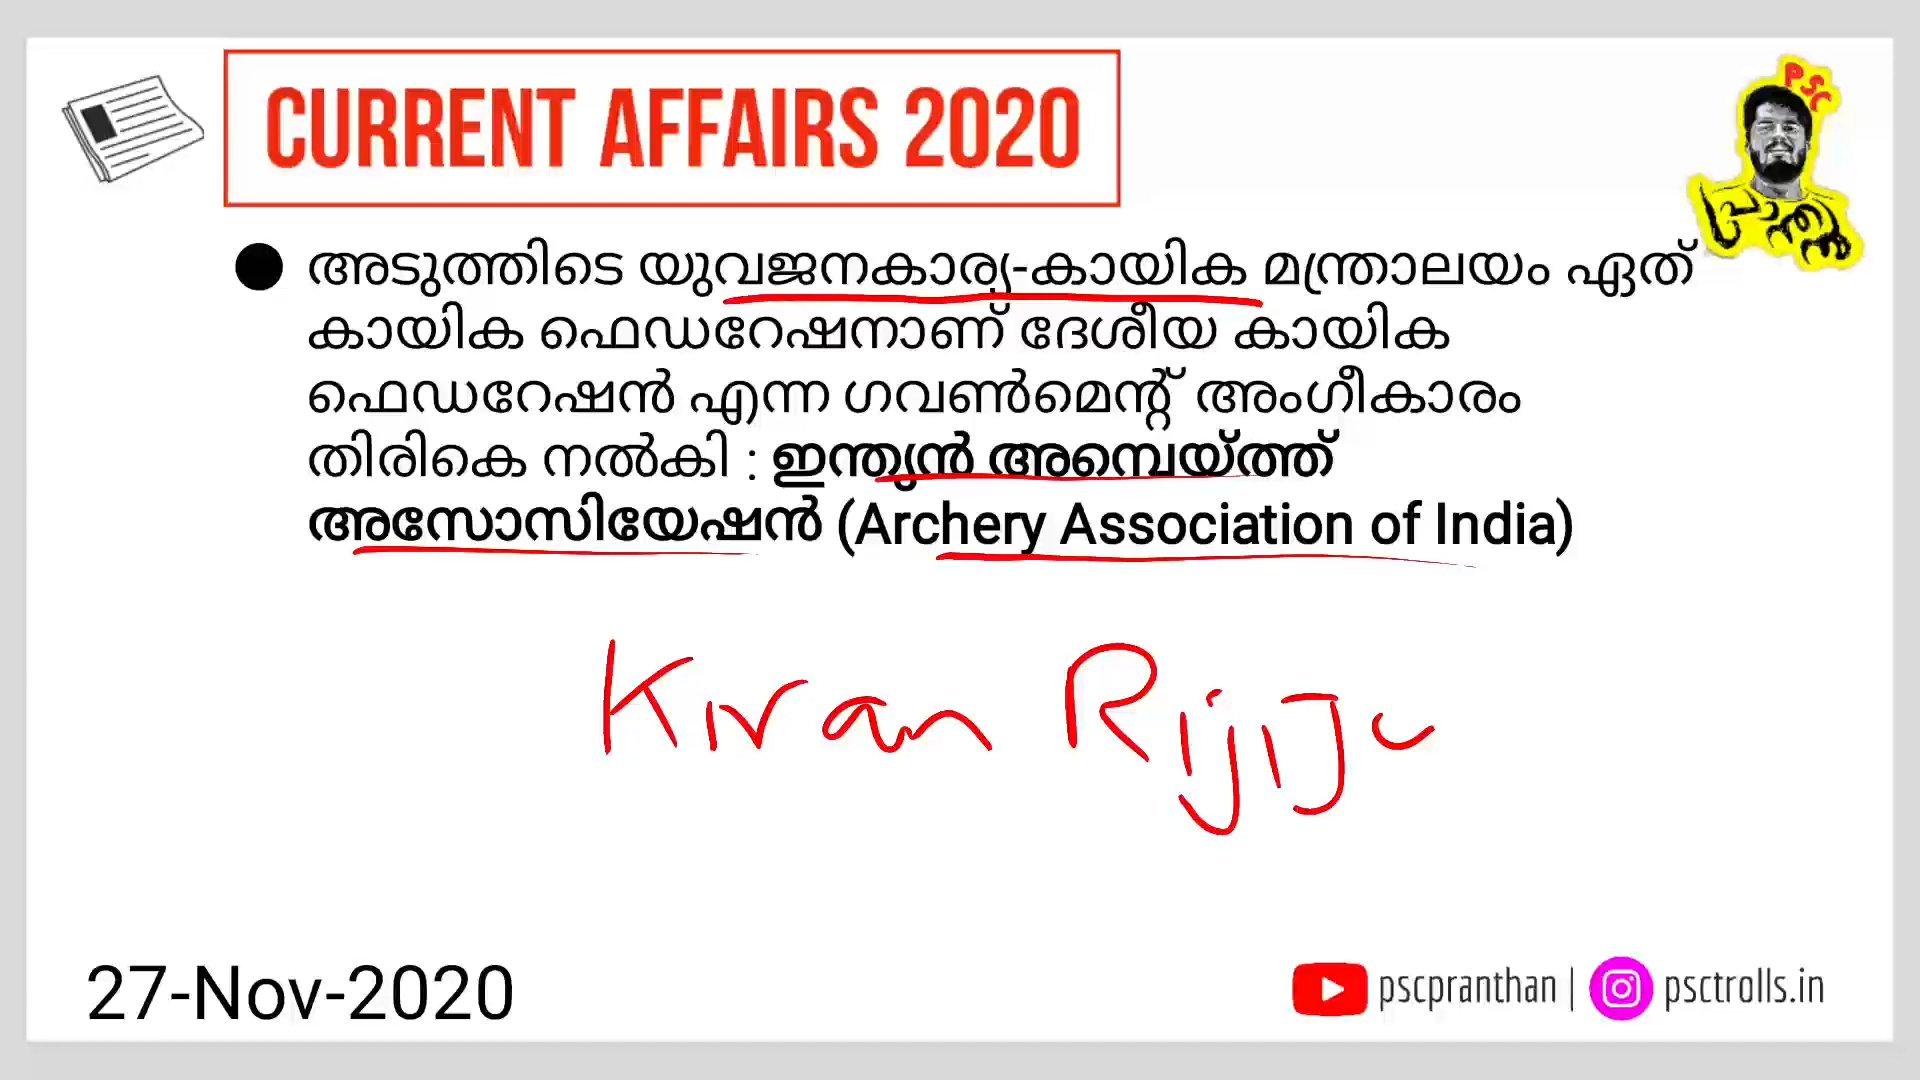 CURRENT AFFAIRS 2020
PSC
പ്രാന്തൻ
അടുത്തിടെ യുവജനകാര്യ-കായിക മന്ത്രാലയം ഏത്
കായിക ഫെഡറേഷനാണ് ദേശീയ കായിക
ഫെഡറേഷൻ എന്ന ഗവൺമെന്റ് അംഗീകാരം
തിരികെ നൽകി : ഇന്ത്യൻ അമ്പെയ്ത്ത്
അസോസിയേഷൻ (Archery Association of India)
Kiran Rijiju
27-Nov-2020
pscpranthan | psctrolls.in